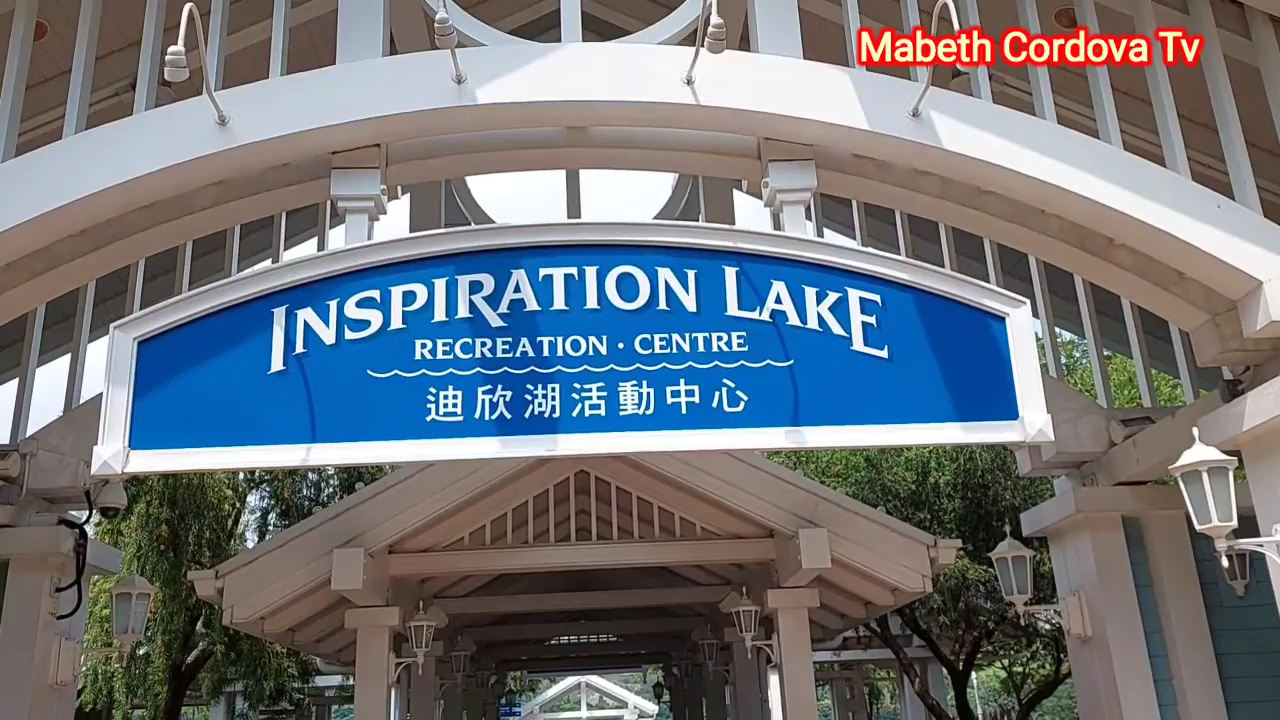 Mabeth Cordova Tv
INSPIRATION LAKE
RECREATION · CENTRE
迪欣湖活動中心